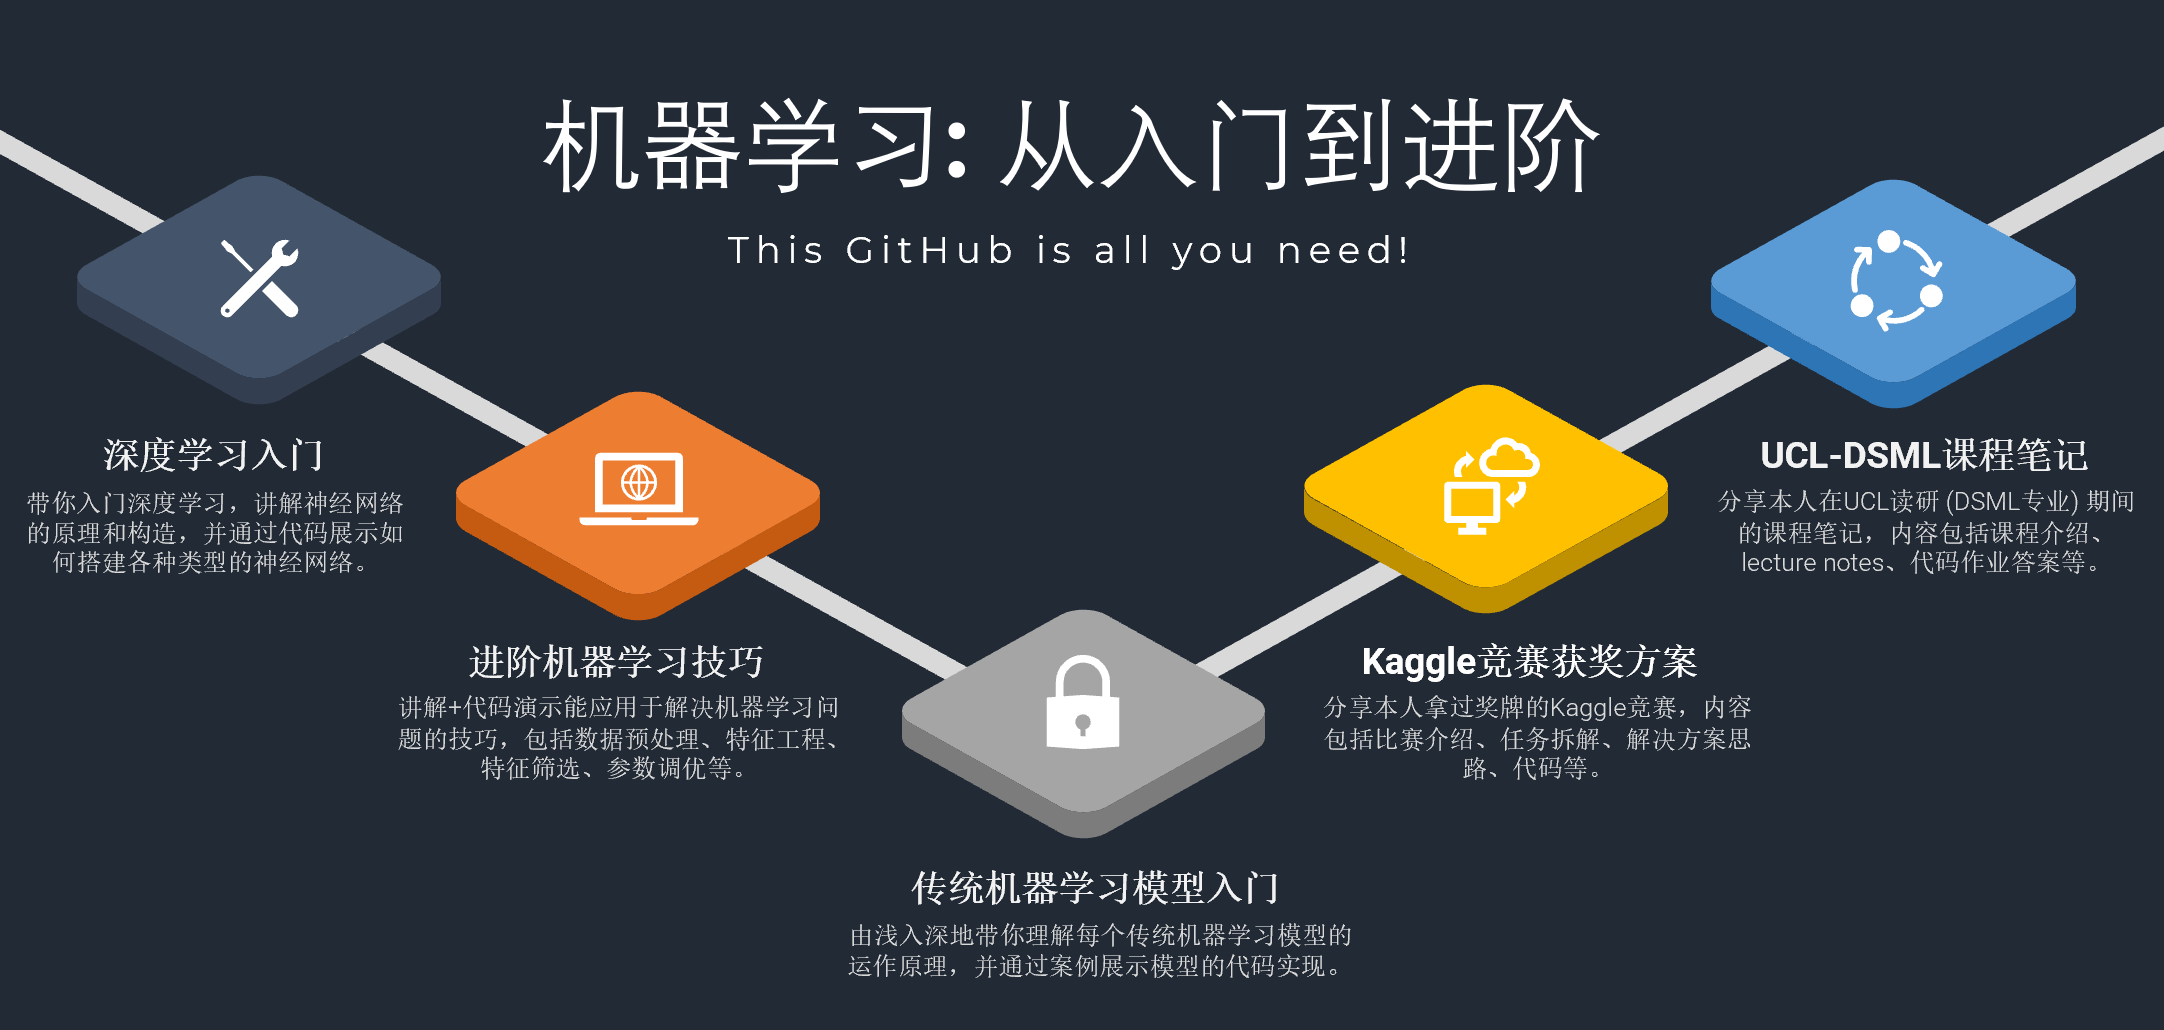 机器学习: 从入门到进阶
This GitHub is all you need!
深度学习入门
带你入门深度学习，讲解神经网络
的原理和构造，并通过代码展示如
何搭建各种类型的神经网络。
进阶机器学习技巧
讲解+代码演示能应用于解决机器学习问
题的技巧，包括数据预处理、特征工程、
特征筛选、参数调优等。
传统机器学习模型入门
由浅入深地带你理解每个传统机器学习模型的
运作原理，并通过案例展示模型的代码实现。
Kaggle竞赛获奖方案
分享本人拿过奖牌的Kaggle竞赛，内容
包括比赛介绍、任务拆解、解决方案思
路、代码等。
UCL-DSML课程笔记
分享本人在UCL读研 (DSML专业) 期间
的课程笔记，内容包括课程介绍、
lecture notes、代码作业答案等。